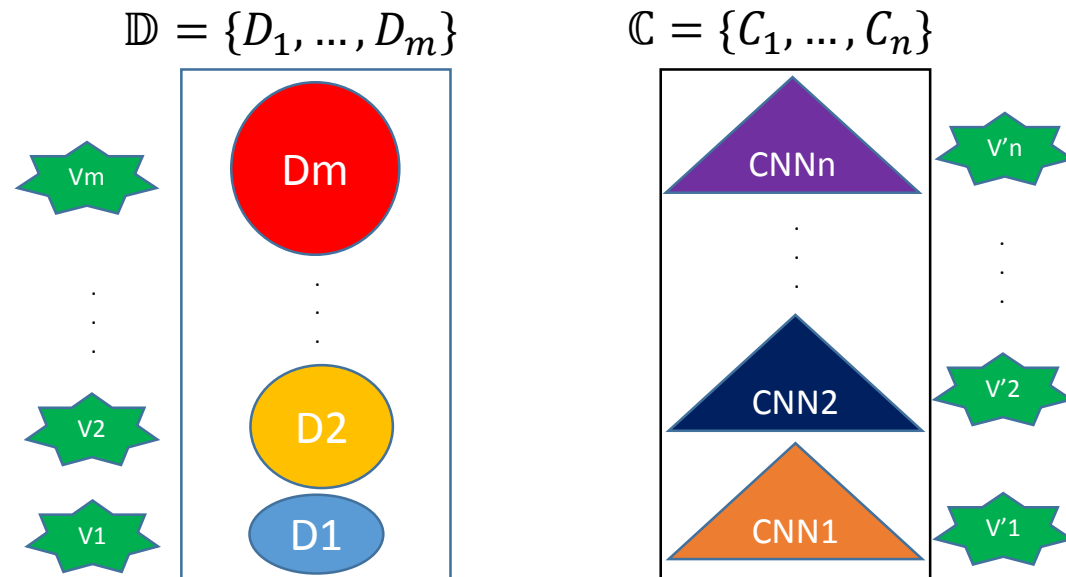 𝔻 = {D₁, …, Dₘ}
ℂ = {C₁, …, Cₙ}
Vm
Dm
CNNn
V'n
V2
D2
CNN2
V'2
V1
D1
CNN1
V'1